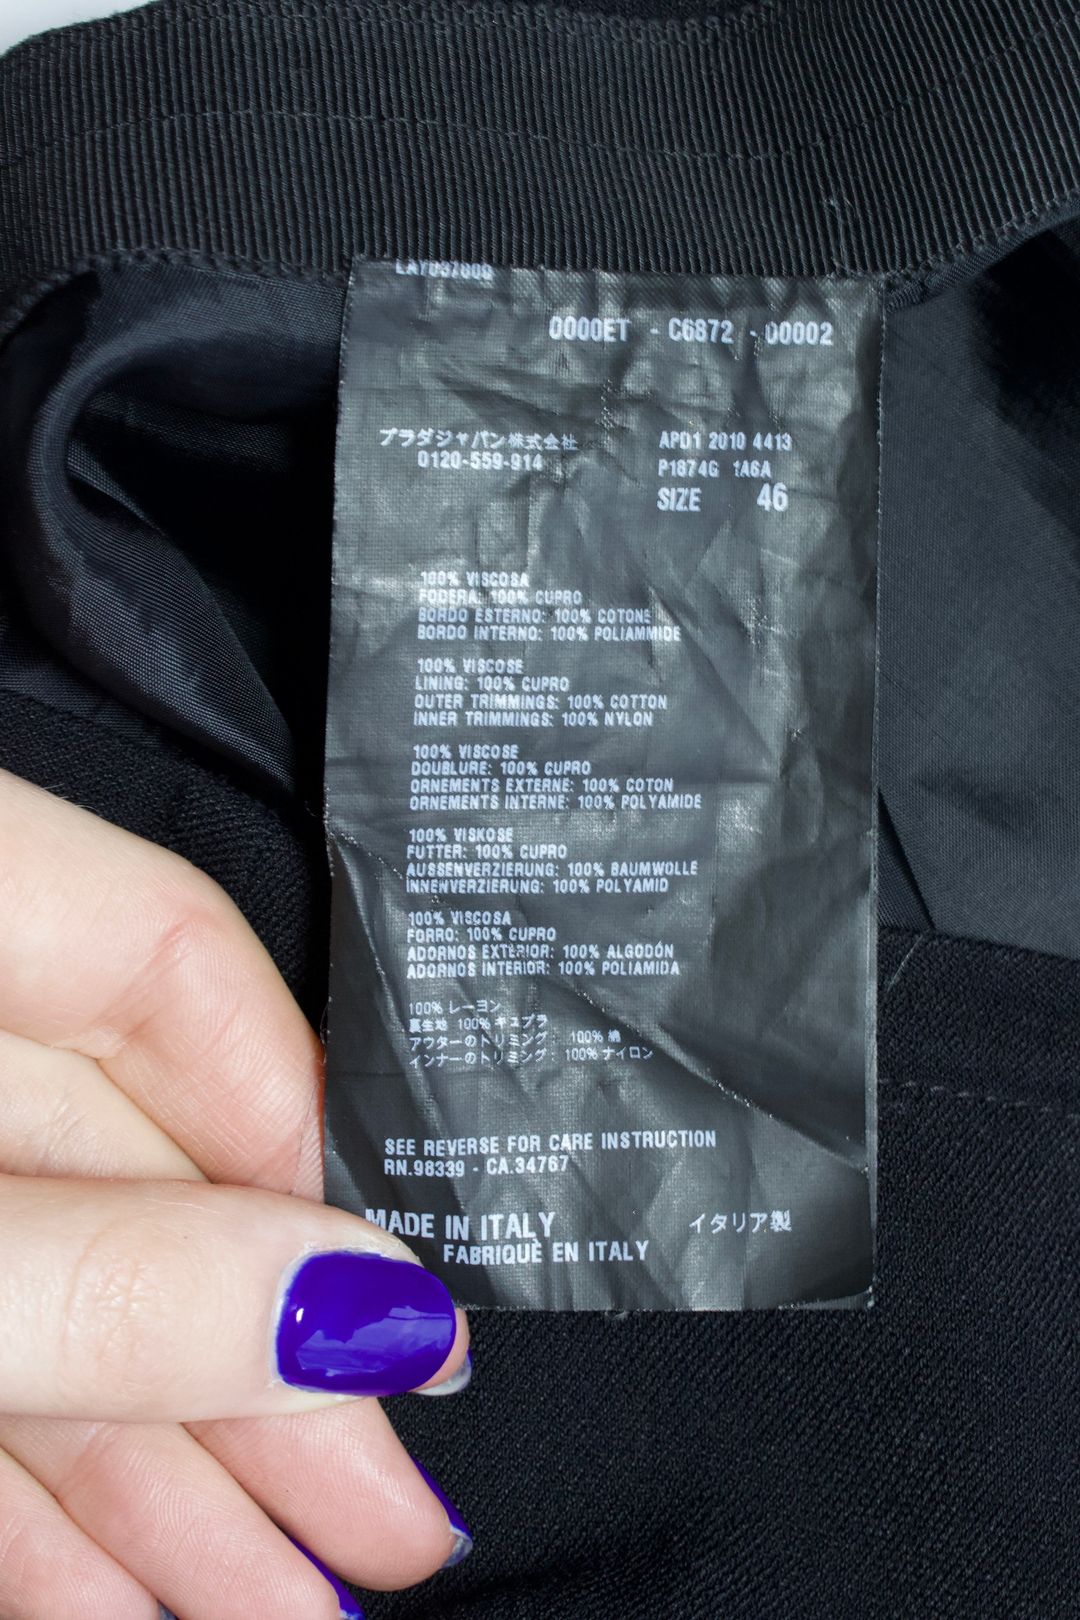 LAY037808
0000ET - C6872 - 00002
プラダジャパン株式会社
0120-559-914
APD1 2010 4413
P1874G 1A6A
SIZE 46
100% VISCOSA
FODERA: 100% CUPRO
BORDO ESTERNO: 100% COTONE
BORDO INTERNO: 100% POLIAMMIDE
100% VISCOSE
LINING: 100% CUPRO
OUTER TRIMMINGS: 100% COTTON
INNER TRIMMINGS: 100% NYLON
100% VISCOSE
DOUBLURE: 100% CUPRO
ORNEMENTS EXTERNE: 100% COTON
ORNEMENTS INTERNE: 100% POLYAMIDE
100% VISKOSE
FUTTER: 100% CUPRO
AUSSENVERZIERUNG: 100% BAUMWOLLE
INNENVERZIERUNG: 100% POLYAMID
100% VISCOSA
FORRO: 100% CUPRO
ADORNOS EXTERIOR: 100% ALGODÓN
ADORNOS INTERIOR: 100% POLIAMIDA
100% レーヨン
裏生地 100% キュプラ
アウターのトリミング: 100% 綿
インナーのトリミング: 100% ナイロン
SEE REVERSE FOR CARE INSTRUCTION
RN.98339 - CA.34767
MADE IN ITALY イタリア製
FABRIQUÈ EN ITALY